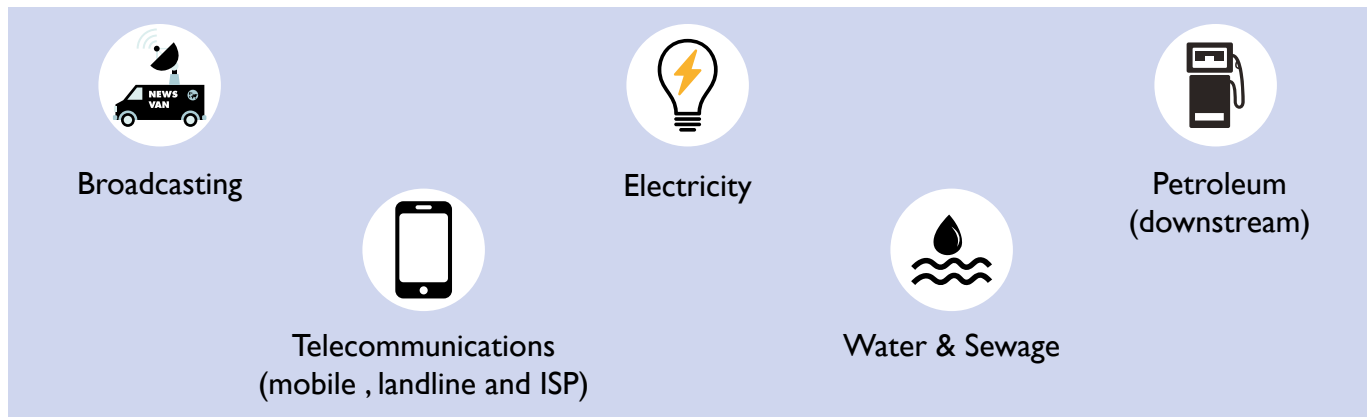 NEWS
VAN
Broadcasting
Telecommunications
(mobile , landline and ISP)
Electricity
Water & Sewage
Petroleum
(downstream)